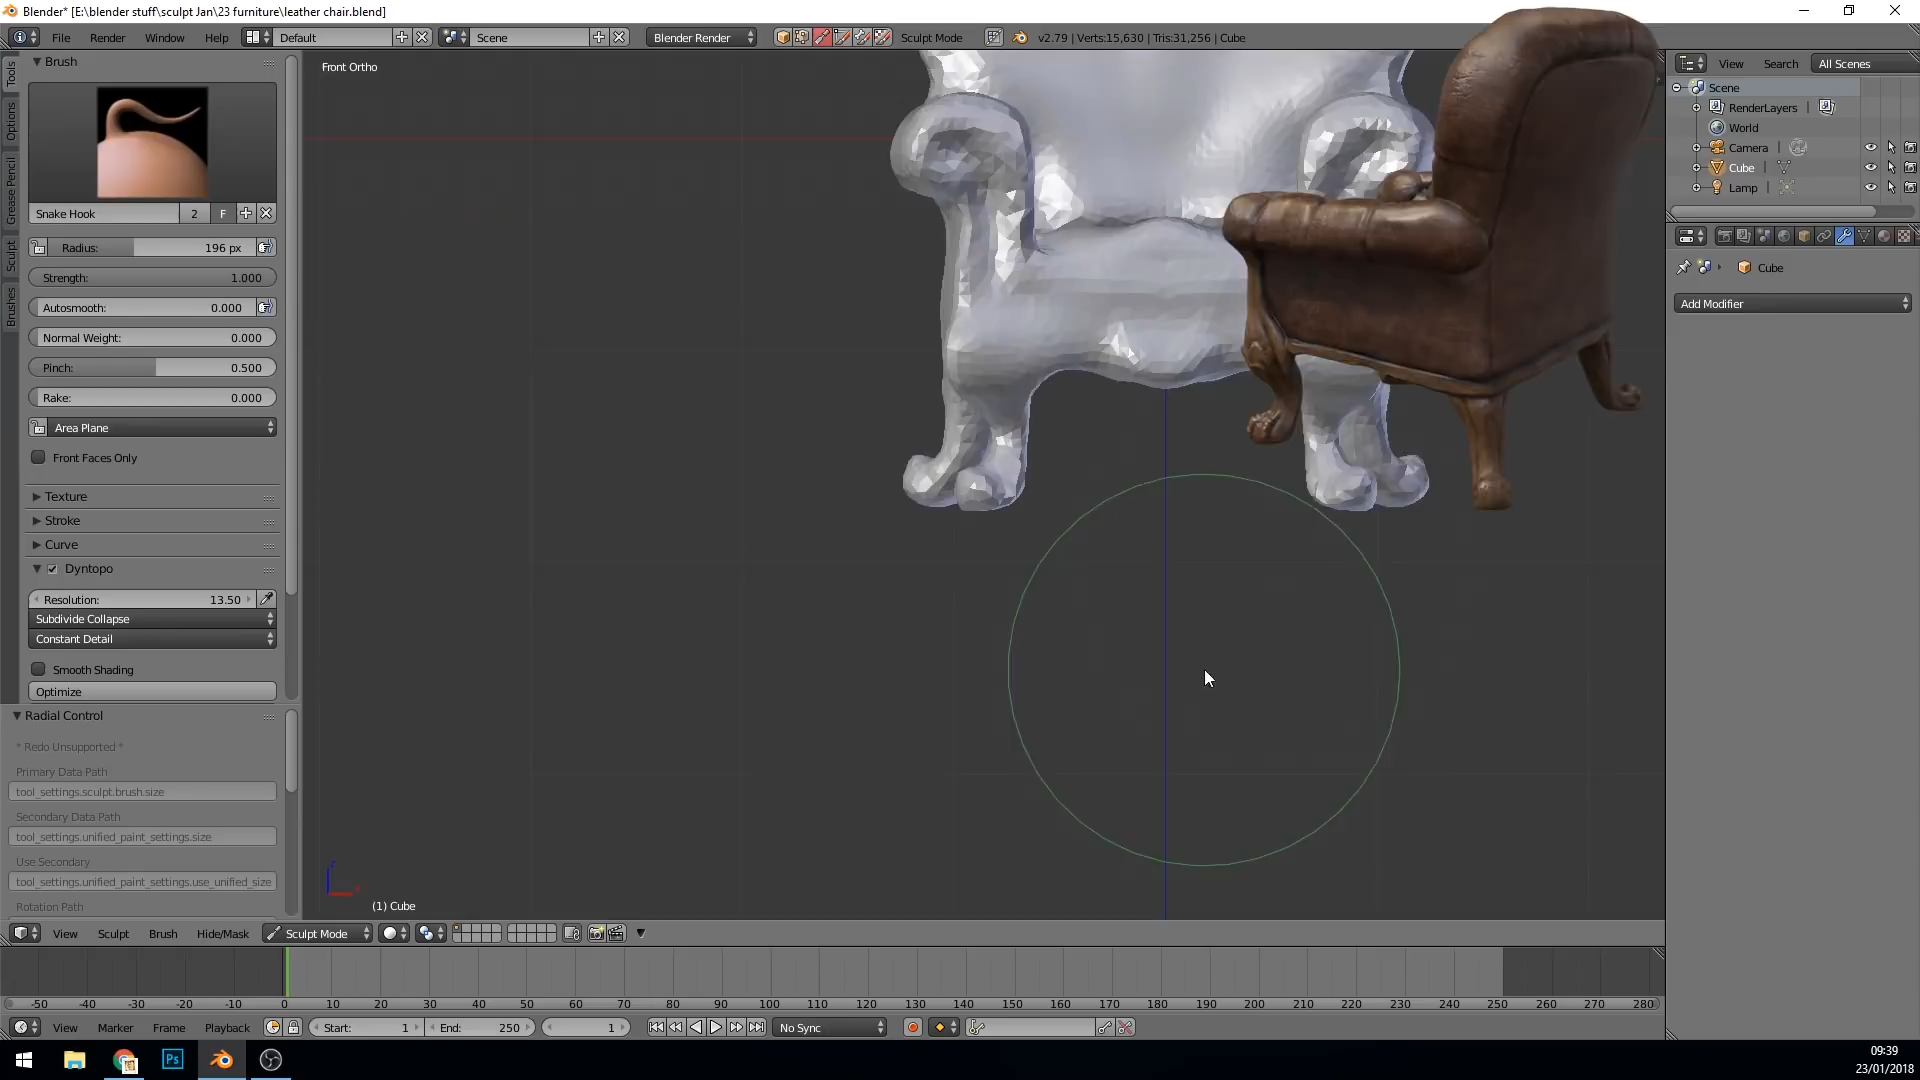 Blender* [E:\blender stuff\sculpt Jan\23 furniture\leather chair.blend]
File Render Window Help Default Scene Blender Render Sculpt Mode v2.79 | Verts:15,630 | Tris:31,256 | Cube
Tools
Options
Grease Pencil
Sculpt
Brushes
Brush
Snake Hook 2 F
Radius: 196 px
Strength: 1.000
Autosmooth: 0.000
Normal Weight: 0.000
Pinch: 0.500
Rake: 0.000
Area Plane
Front Faces Only
Texture
Stroke
Curve
Dyntopo
Resolution: 13.50
Subdivide Collapse
Constant Detail
Smooth Shading
Optimize
Radial Control
* Redo Unsupported *
Primary Data Path
tool_settings.sculpt.brush.size
Secondary Data Path
tool_settings.unified_paint_settings.size
Use Secondary
tool_settings.unified_paint_settings.use_unified_size
Rotation Path
Front Ortho
z
(1) Cube
View Search All Scenes
Scene
RenderLayers
World
Camera
Cube
Lamp
Cube
Add Modifier
View Sculpt Brush Hide/Mask Sculpt Mode
-50 -40 -30 -20 -10 0 10 20 30 40 50 60 70 80 90 100 110 120 130 140 150 160 170 180 190 200 210 220 230 240 250 260 270 280
View Marker Frame Playback Start: 1 End: 250 1 No Sync
Ps
09:39
23/01/2018